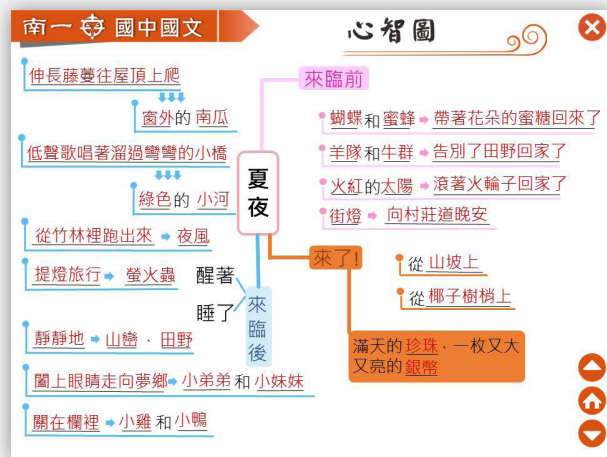 南一 國中國文
心智圖
來臨前
蝴蝶和蜜蜂 帶著花朵的蜜糖回來了
羊隊和牛群 告別了田野回家了
火紅的太陽 滾著火輪子回家了
街燈 向村莊道晚安
夏夜
來了!
從 山坡上
從 椰子樹梢上
滿天的珍珠，一枚又大
又亮的銀幣
來臨後
醒著
伸長藤蔓往屋頂上爬
窗外的 南瓜
低聲歌唱著溜過彎彎的小橋
綠色的 小河
從竹林裡跑出來 夜風
提燈旅行 螢火蟲
睡了
靜靜地 山巒、田野
闔上眼睛走向夢鄉 小弟弟和小妹妹
關在欄裡 小雞和小鴨